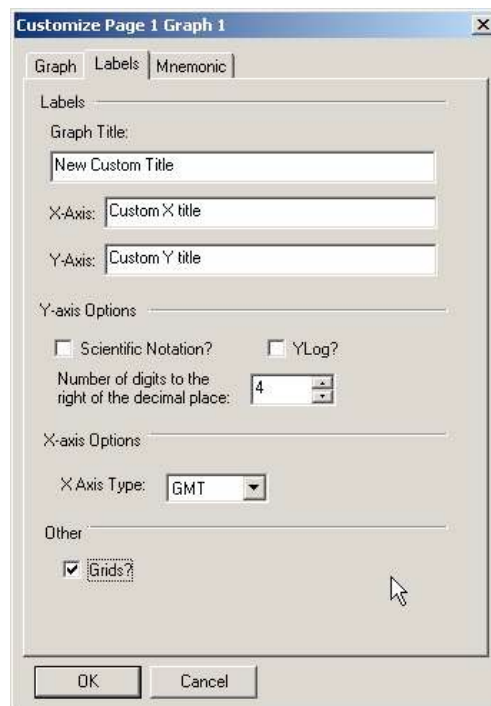 Customize Page 1 Graph 1
Graph Labels Mnemonic
Labels
Graph Title:
New Custom Title
X-Axis: Custom X title
Y-Axis: Custom Y title
Y-axis Options
Scientific Notation? YLog?
Number of digits to the
right of the decimal place: 4
X-axis Options
X Axis Type: GMT
Other
Grids?
OK Cancel